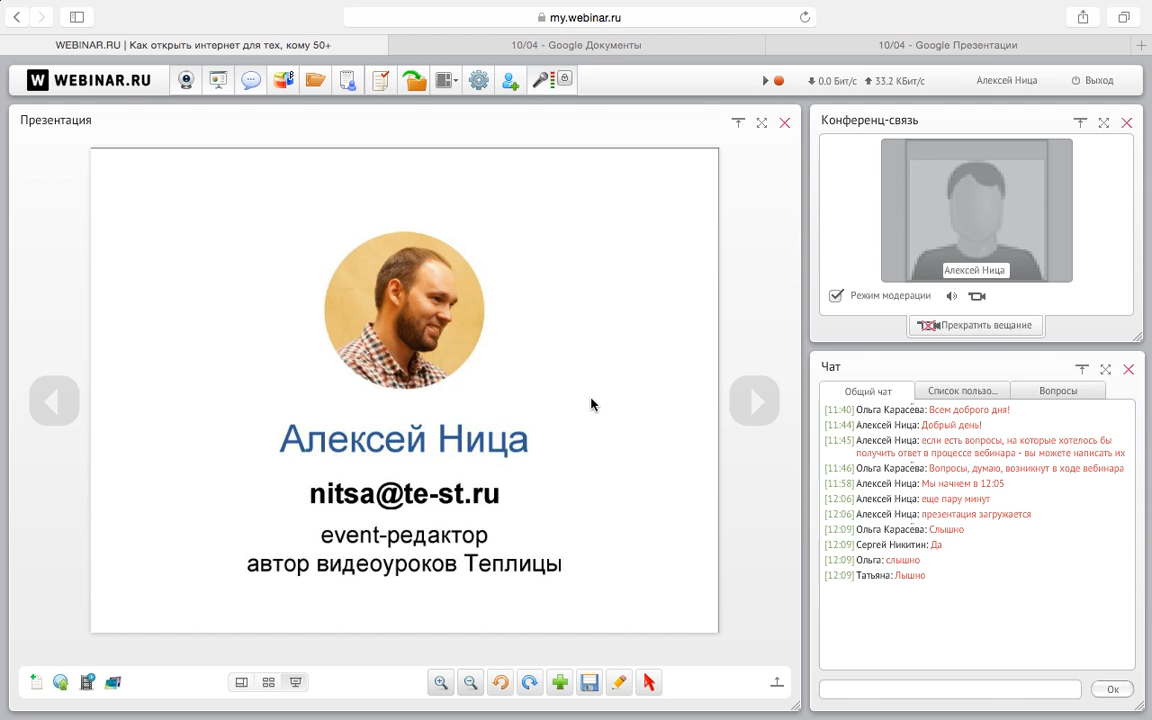 my.webinar.ru
WEBINAR.RU | Как открыть интернет для тех, кому 50+
10/04 - Google Документы
10/04 - Google Презентации
W WEBINAR.RU
0.0 Бит/с
33.2 КБит/с
Алексей Ница
Выход
Презентация
Алексей Ница
nitsa@te-st.ru
event-редактор
автор видеоуроков Теплицы
Конференц-связь
Алексей Ница
Режим модерации
Прекратить вещание
Чат
Общий чат
Список пользо...
Вопросы
[11:40] Ольга Карасёва: Всем доброго дня!
[11:44] Алексей Ница: Добрый день!
[11:45] Алексей Ница: если есть вопросы, на которые хотелось бы
получить ответ в процессе вебинара - вы можете написать их
[11:46] Ольга Карасёва: Вопросы, думаю, возникнут в ходе вебинара
[11:58] Алексей Ница: Мы начнем в 12:05
[12:06] Алексей Ница: еще пару минут
[12:06] Алексей Ница: презентация загружается
[12:09] Ольга Карасёва: Слышно
[12:09] Сергей Никитин: Да
[12:09] Ольга: слышно
[12:09] Татьяна: Лышно
Ок